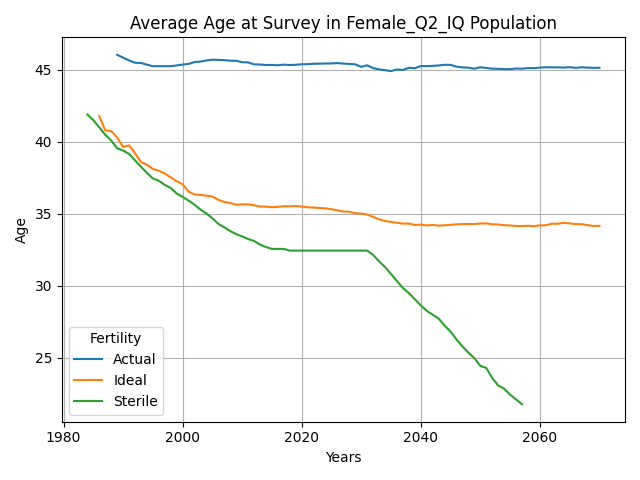 Average Age at Survey in Female_Q2_IQ Population
Age
45
40
35
30
25
Fertility
Actual
Ideal
Sterile
1980
2000
2020
2040
2060
Years